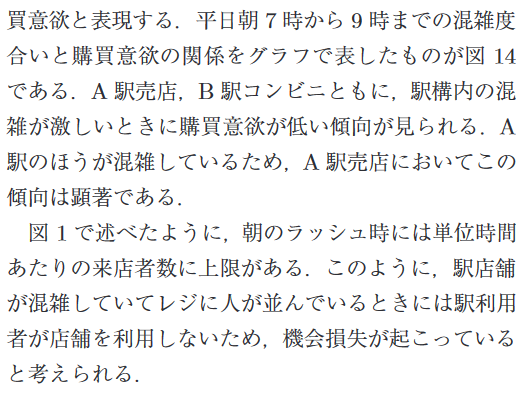 買意欲と表現する．平日朝 7 時から 9 時までの混雑度
合いと購買意欲の関係をグラフで表したものが図 14
である．A 駅売店，B 駅コンビニともに，駅構内の混
雑が激しいときに購買意欲が低い傾向が見られる．A
駅のほうが混雑しているため，A 駅売店においてこの
傾向は顕著である．
図 1 で述べたように，朝のラッシュ時には単位時間
あたりの来店者数に上限がある．このように，駅店舗
が混雑していてレジに人が並んでいるときには駅利用
者が店舗を利用しないため，機会損失が起こっている
と考えられる．